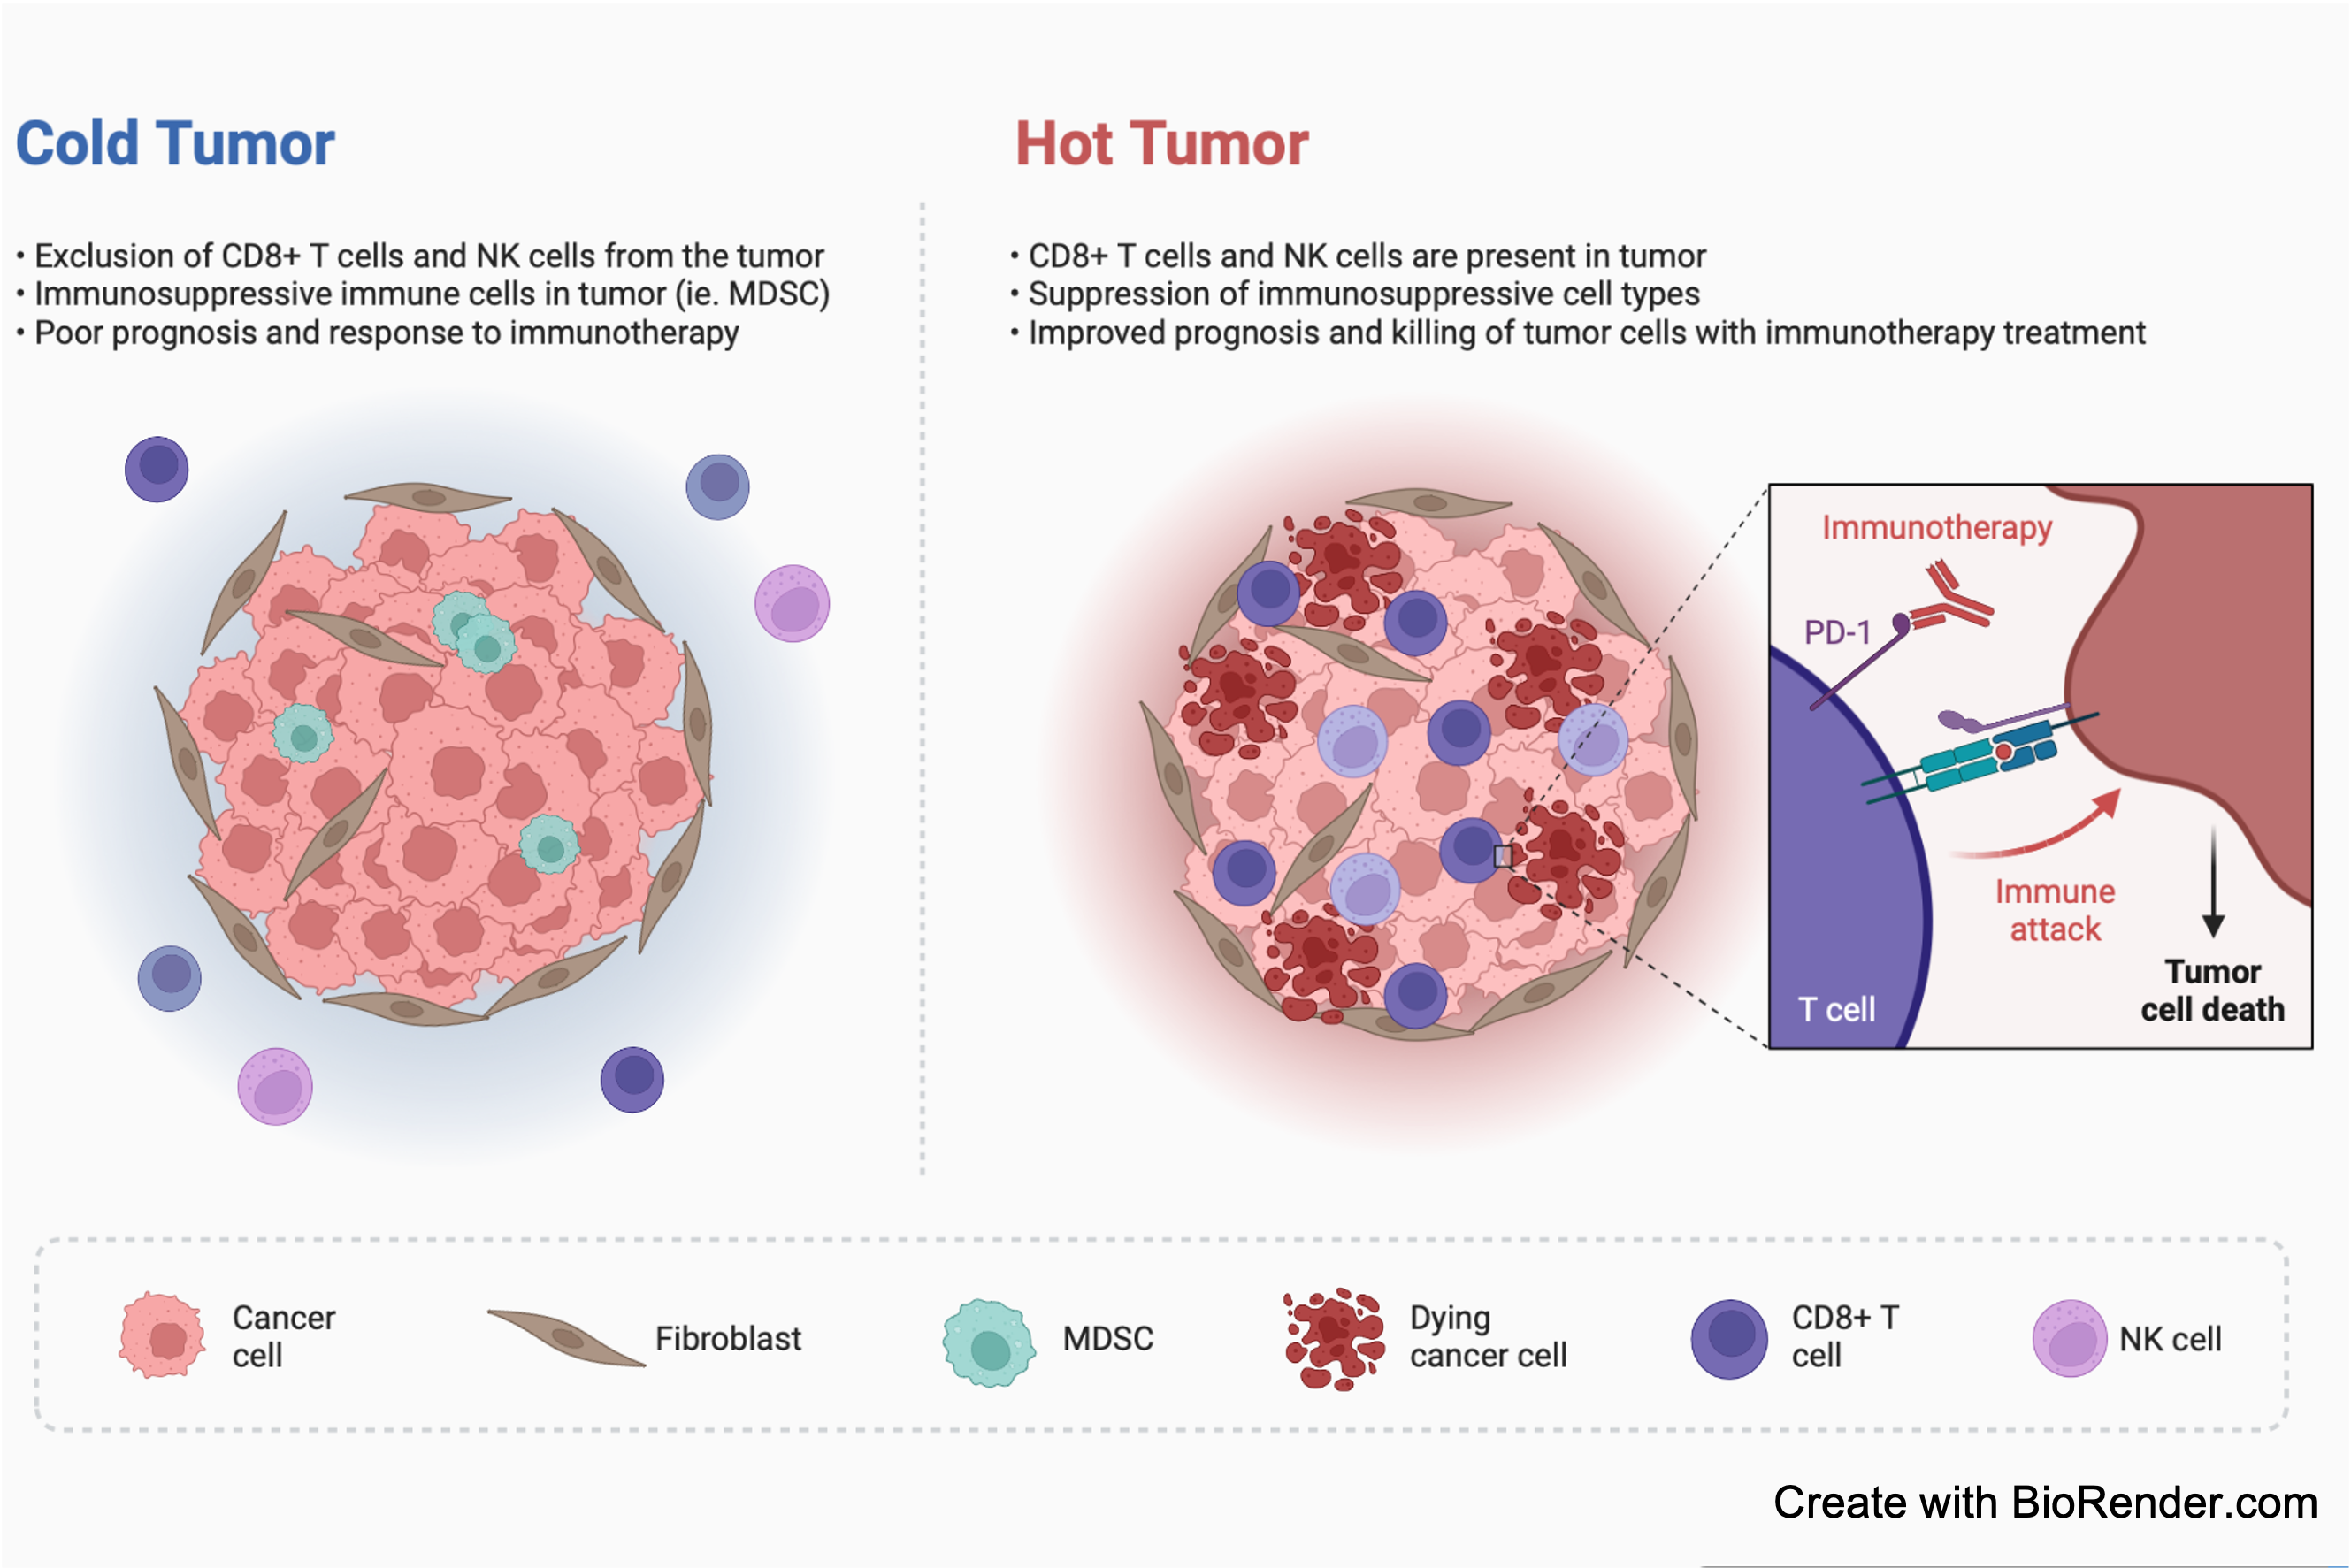 Cold Tumor
• Exclusion of CD8+ T cells and NK cells from the tumor
• Immunosuppressive immune cells in tumor (ie. MDSC)
• Poor prognosis and response to immunotherapy
Hot Tumor
• CD8+ T cells and NK cells are present in tumor
• Suppression of immunosuppressive cell types
• Improved prognosis and killing of tumor cells with immunotherapy treatment
Immunotherapy
PD-1
Immune
attack
T cell
Tumor
cell death
Cancer
cell
Fibroblast
MDSC
Dying
cancer cell
CD8+ T
cell
NK cell
Create with BioRender.com